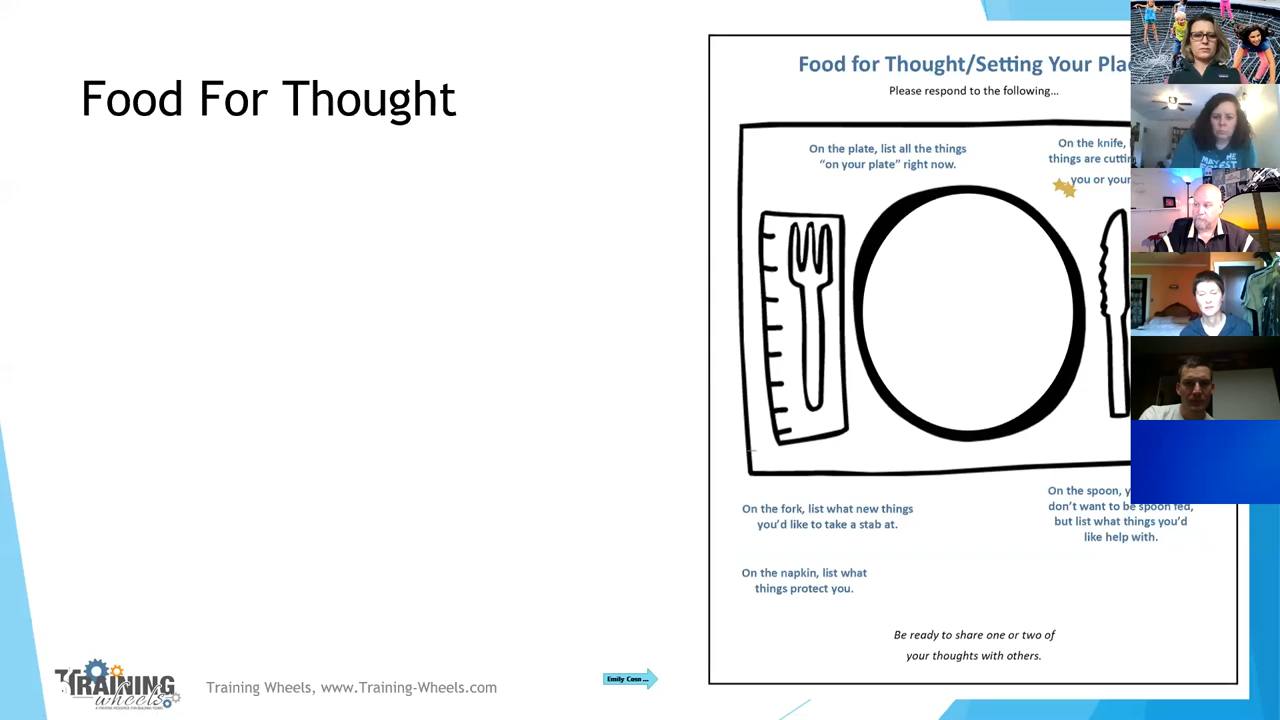 Food For Thought
Food for Thought/Setting Your
Please respond to the following...
On the plate, list all the things
“on your plate” right now.
On the knife,
things are
you or your
On the fork, list what new things
you’d like to take a stab at.
On the spoon,
don’t want to be spoon fed,
but list what things you’d
like help with.
On the napkin, list what
things protect you.
Be ready to share one or two of
your thoughts with others.
Emily Cosn ...
TRAINING
wheels
Training Wheels, www.Training-Wheels.com